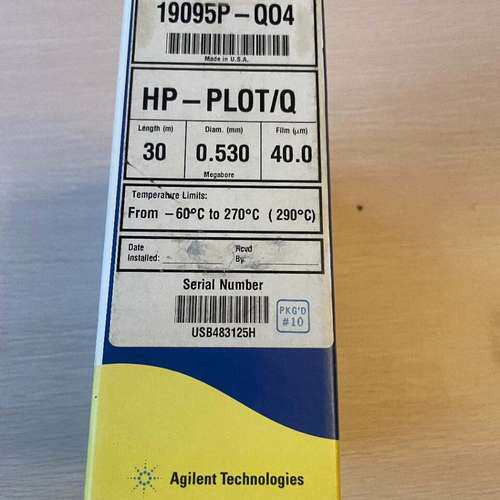 19095P-QO4
Made in U.S.A.
HP-PLOT/Q
Length (m) Diam. (mm) Film (µm)
30 0.530 40.0
Megabore
Temperature Limits:
From -60°C to 270°C (290°C)
Date Installed: Rcvd By:
Serial Number
USB483125H
PKG'D #10
Agilent Technologies